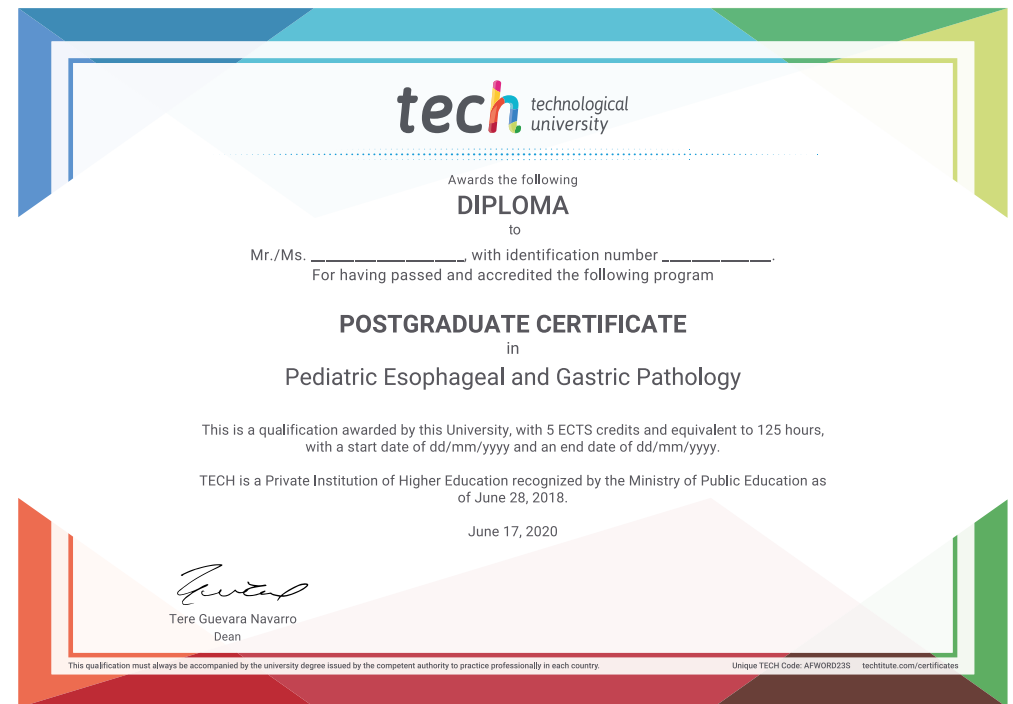 tech technological
university
Awards the following
DIPLOMA
to
Mr./Ms. ____________________, with identification number ______________.
For having passed and accredited the following program
POSTGRADUATE CERTIFICATE
in
Pediatric Esophageal and Gastric Pathology
This is a qualification awarded by this University, with 5 ECTS credits and equivalent to 125 hours,
with a start date of dd/mm/yyyy and an end date of dd/mm/yyyy.
TECH is a Private Institution of Higher Education recognized by the Ministry of Public Education as
of June 28, 2018.
June 17, 2020
Tere Guevara Navarro
Dean
This qualification must always be accompanied by the university degree issued by the competent authority to practice professionally in each country. Unique TECH Code: AFWORD23S techtitute.com/certificates